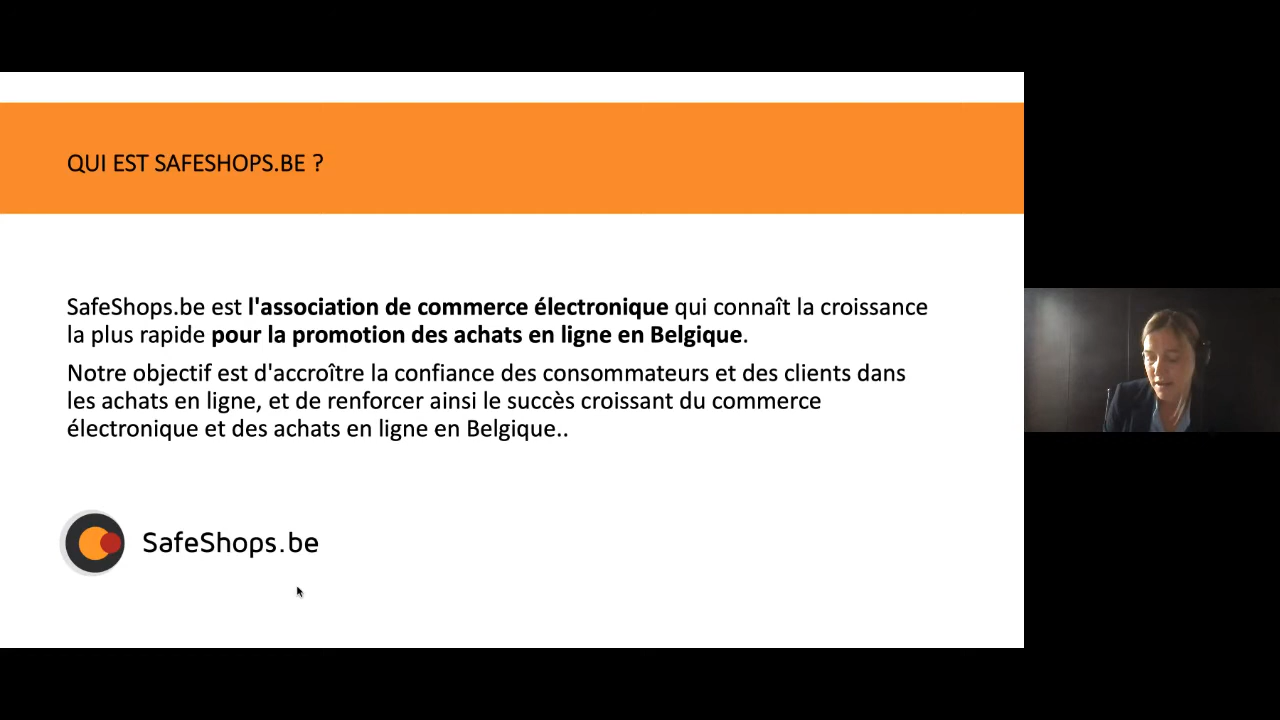 QUI EST SAFESHOPS.BE ?
SafeShops.be est l'association de commerce électronique qui connaît la croissance
la plus rapide pour la promotion des achats en ligne en Belgique.
Notre objectif est d'accroître la confiance des consommateurs et des clients dans
les achats en ligne, et de renforcer ainsi le succès croissant du commerce
électronique et des achats en ligne en Belgique..
SafeShops.be